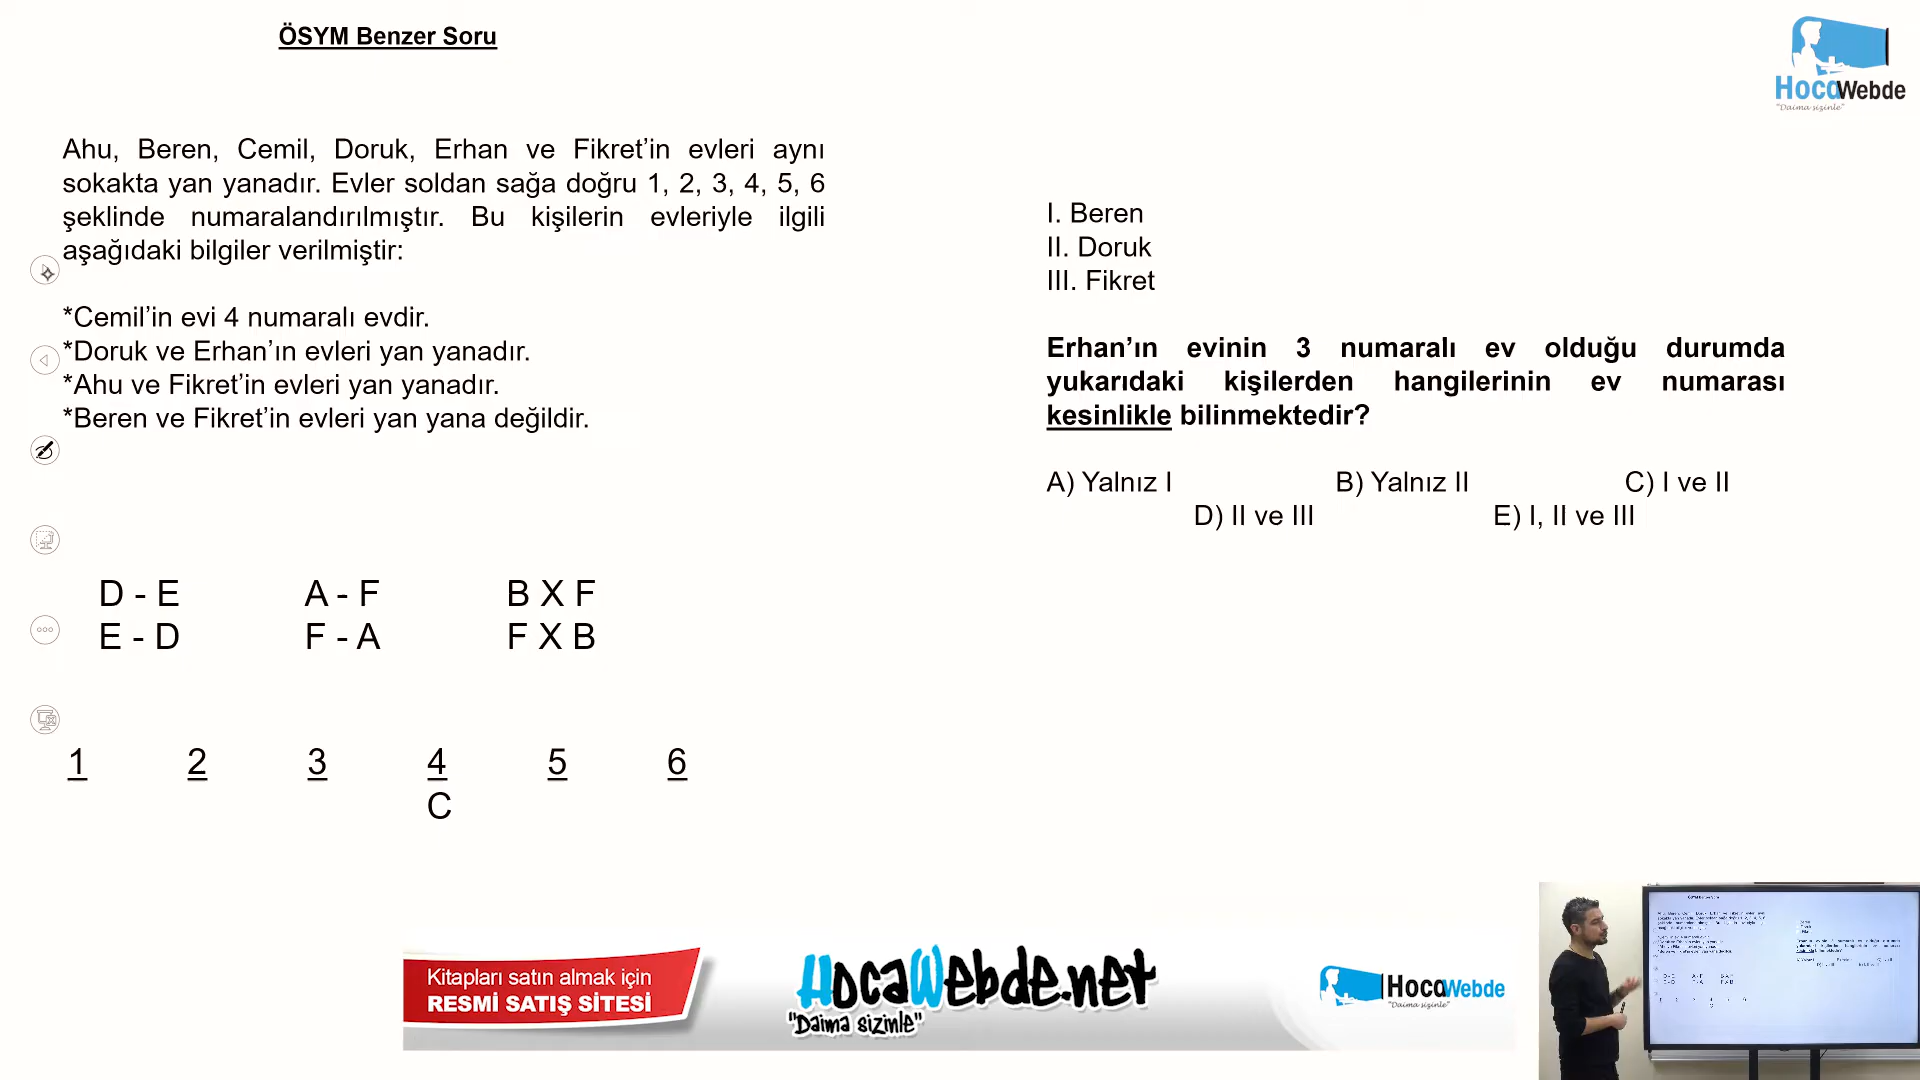 ÖSYM Benzer Soru
HocaWebde
"Daima sizinle"
Ahu, Beren, Cemil, Doruk, Erhan ve Fikret’in evleri aynı
sokakta yan yanadır. Evler soldan sağa doğru 1, 2, 3, 4, 5, 6
şeklinde numaralandırılmıştır. Bu kişilerin evleriyle ilgili
aşağıdaki bilgiler verilmiştir:
*Cemil’in evi 4 numaralı evdir.
*Doruk ve Erhan’ın evleri yan yanadır.
*Ahu ve Fikret’in evleri yan yanadır.
*Beren ve Fikret’in evleri yan yana değildir.
D - E A - F B X F
E - D F - A F X B
1 2 3 4 5 6
C
I. Beren
II. Doruk
III. Fikret
Erhan’ın evinin 3 numaralı ev olduğu durumda
yukarıdaki kişilerden hangilerinin ev numarası
kesinlikle bilinmektedir?
A) Yalnız I B) Yalnız II C) I ve II
D) II ve III E) I, II ve III
Kitapları satın almak için
RESMİ SATIŞ SİTESİ
HocaWebde.net
"Daima sizinle"
HocaWebde
"Daima sizinle"